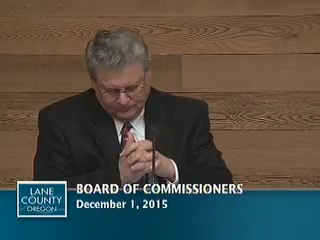 LANE
COUNTY
OREGON
BOARD OF COMMISSIONERS
December 1, 2015